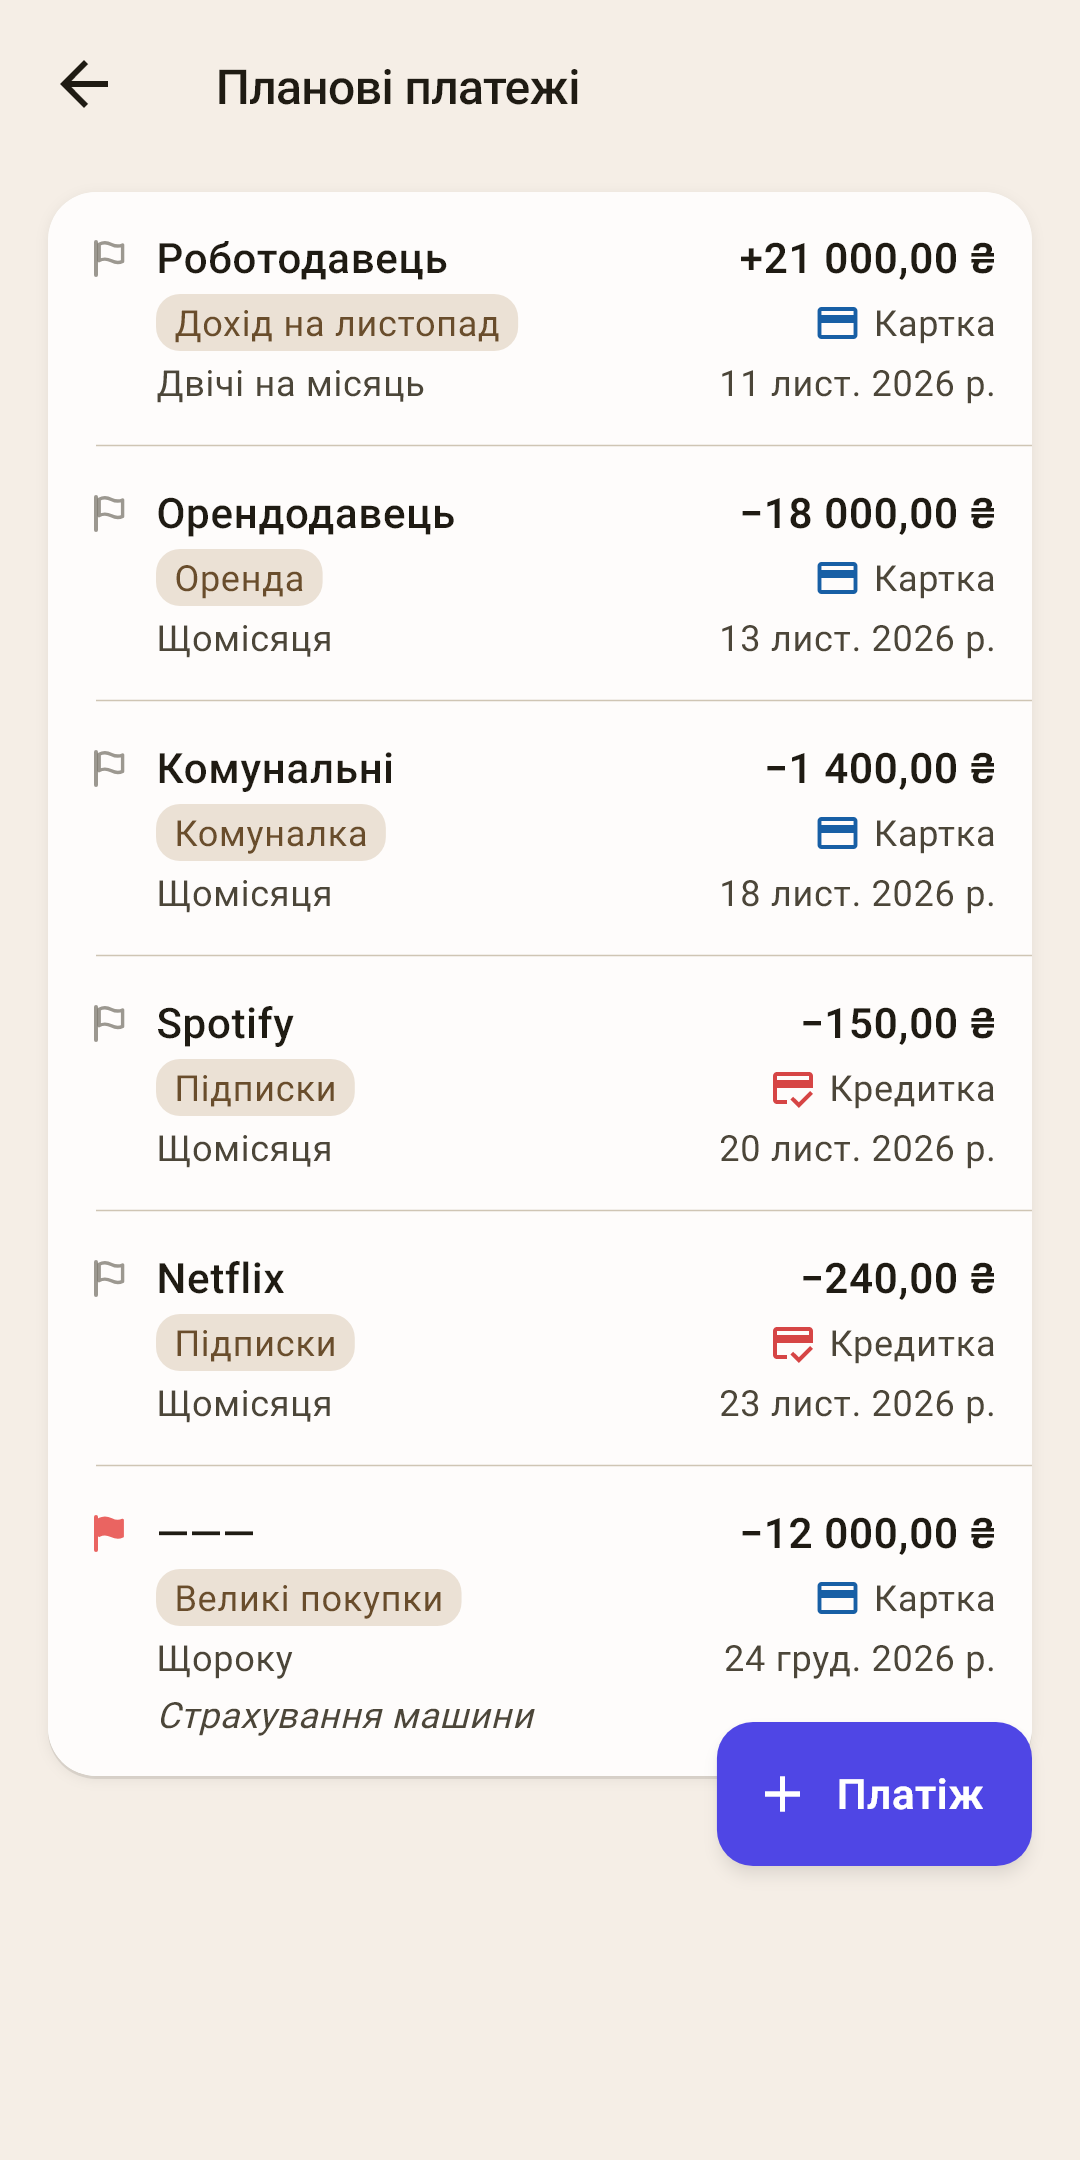 Планові платежі
Роботодавець +21 000,00 ₴
Дохід на листопад Картка
Двічі на місяць 11 лист. 2026 р.
Орендодавець −18 000,00 ₴
Оренда Картка
Щомісяця 13 лист. 2026 р.
Комунальні −1 400,00 ₴
Комуналка Картка
Щомісяця 18 лист. 2026 р.
Spotify −150,00 ₴
Підписки Кредитка
Щомісяця 20 лист. 2026 р.
Netflix −240,00 ₴
Підписки Кредитка
Щомісяця 23 лист. 2026 р.
——— −12 000,00 ₴
Великі покупки Картка
Щороку 24 груд. 2026 р.
Страхування машини
Платіж